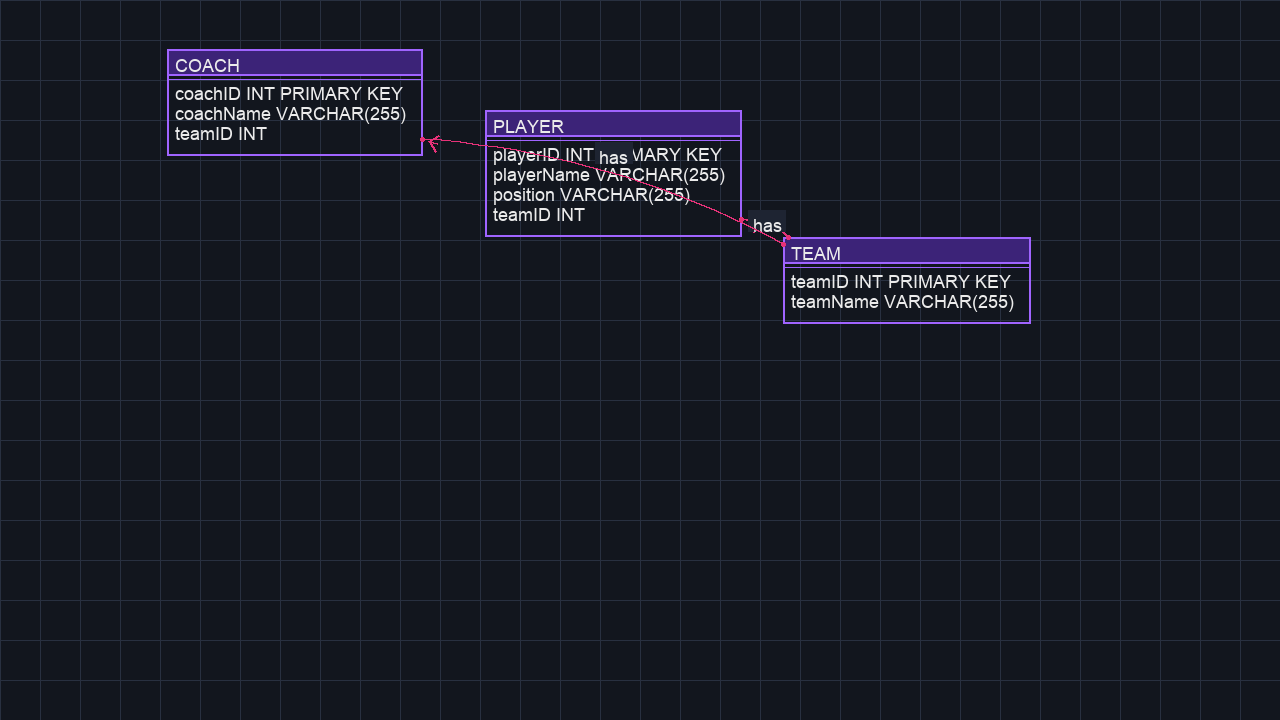 COACH
coachID INT PRIMARY KEY
coachName VARCHAR(255)
teamID INT
PLAYER
playerID INT has MARY KEY
playerName VARCHAR(255)
position VARCHAR(255)
teamID INT
has
TEAM
teamID INT PRIMARY KEY
teamName VARCHAR(255)